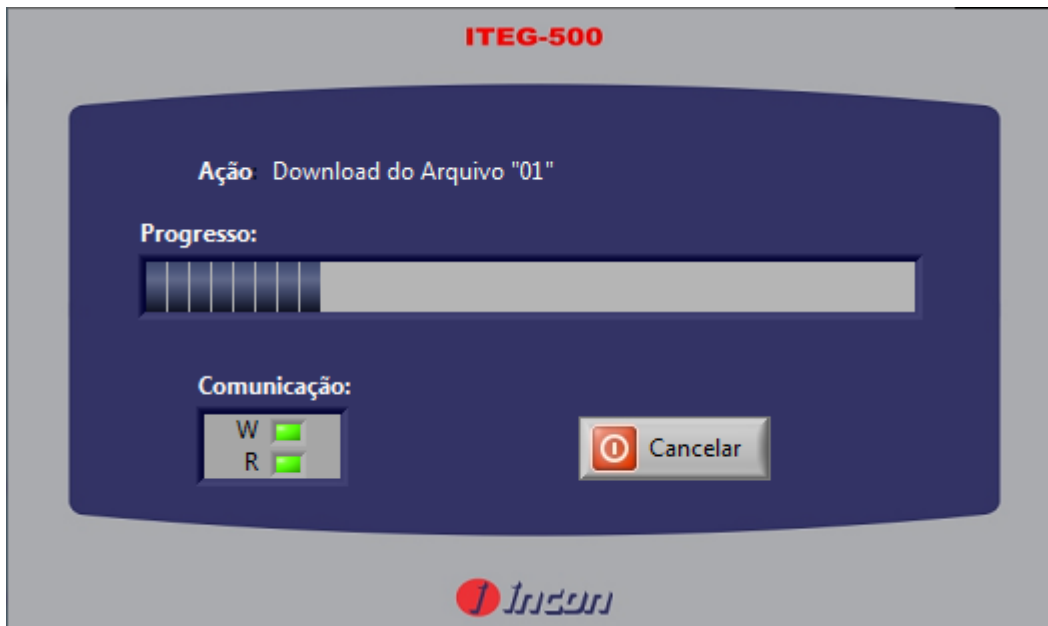 ITEG-500
Ação: Download do Arquivo "01"
Progresso:
Comunicação:
W
R
Cancelar
incon